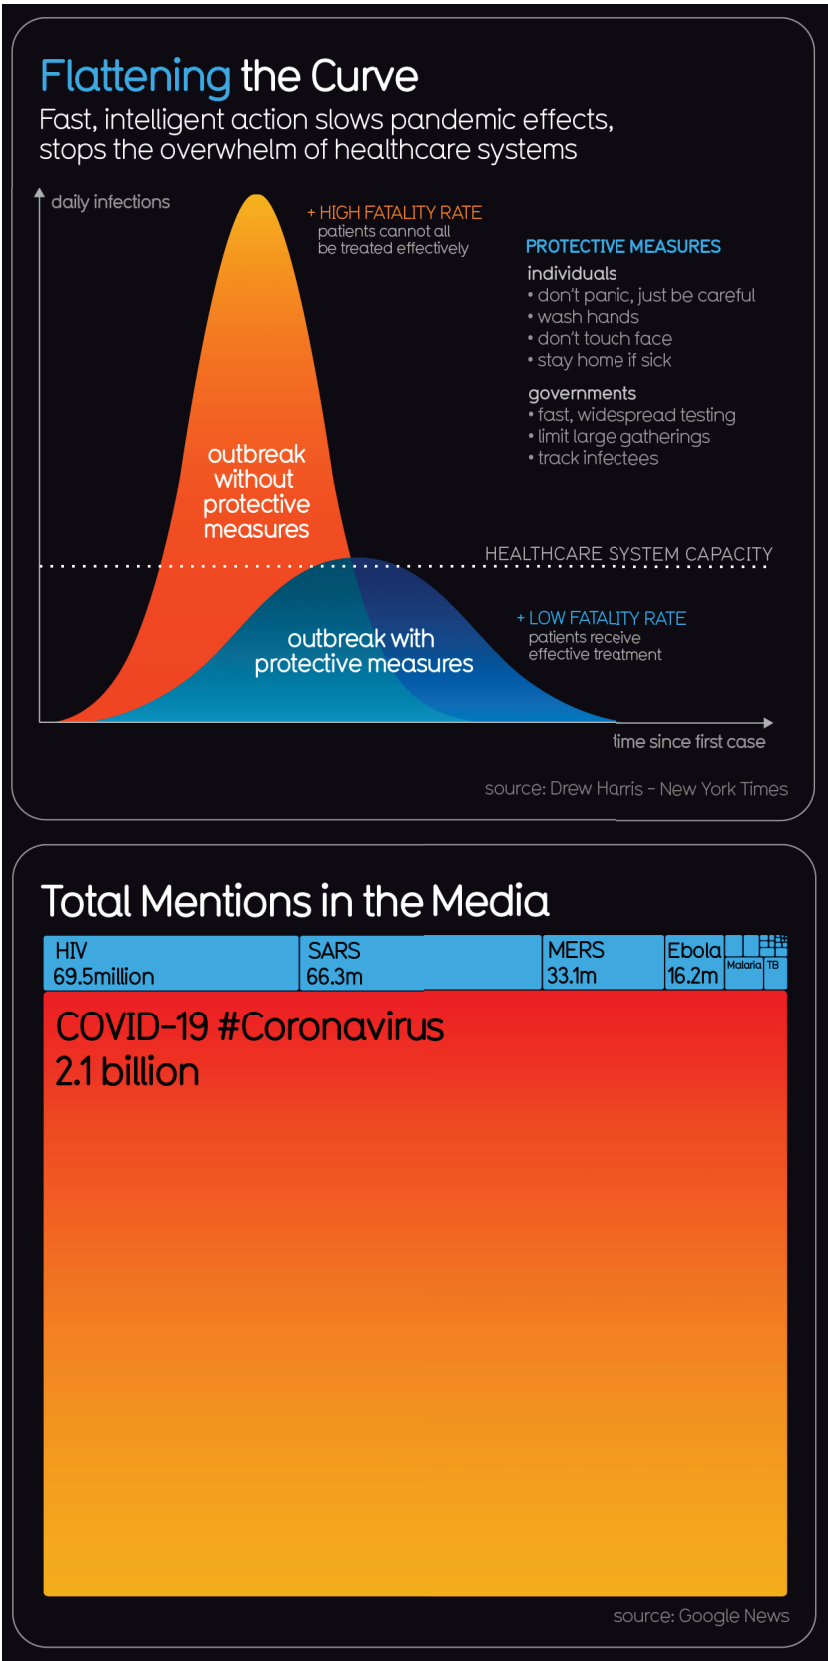 Flattening the Curve
Fast, intelligent action slows pandemic effects,
stops the overwhelm of healthcare systems
daily infections
+ HIGH FATALITY RATE
patients cannot all
be treated effectively
PROTECTIVE MEASURES
individuals
• don't panic, just be careful
• wash hands
• don't touch face
• stay home if sick
governments
• fast, widespread testing
• limit large gatherings
• track infectees
outbreak
without
protective
measures
HEALTHCARE SYSTEM CAPACITY
+ LOW FATALITY RATE
patients receive
effective treatment
outbreak with
protective measures
time since first case
source: Drew Harris - New York Times
Total Mentions in the Media
HIV
69.5million
SARS
66.3m
MERS
33.1m
Ebola
16.2m
Malaria
TB
COVID-19 #Coronavirus
2.1 billion
source: Google News